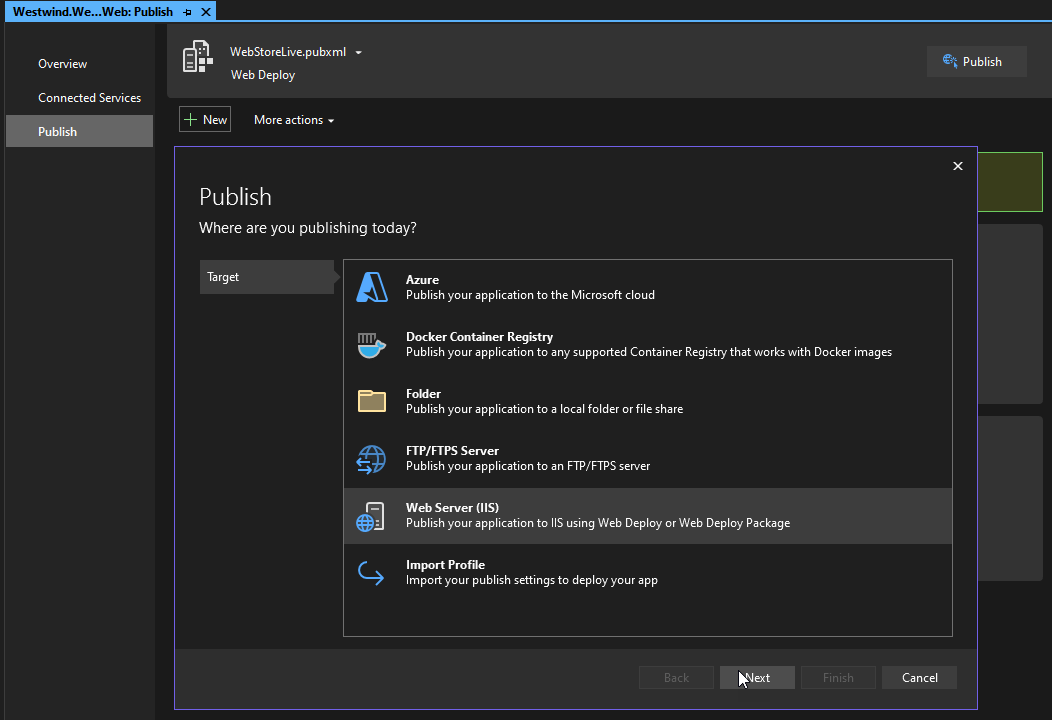 Westwind.We...Web: Publish
Overview
Connected Services
Publish
WebStoreLive.pubxml
Web Deploy
Publish
New
More actions
Publish
Where are you publishing today?
Target
Azure
Publish your application to the Microsoft cloud
Docker Container Registry
Publish your application to any supported Container Registry that works with Docker images
Folder
Publish your application to a local folder or file share
FTP/FTPS Server
Publish your application to an FTP/FTPS server
Web Server (IIS)
Publish your application to IIS using Web Deploy or Web Deploy Package
Import Profile
Import your publish settings to deploy your app
Back
Next
Finish
Cancel